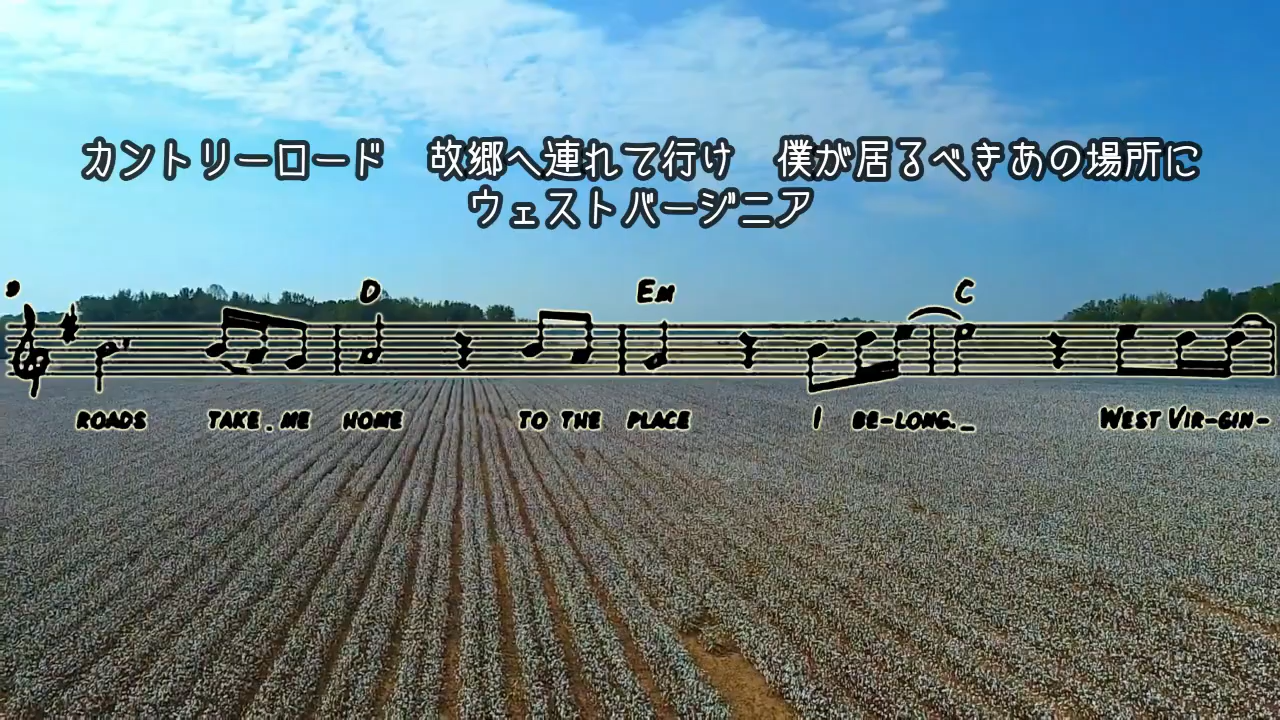 カントリーロード　故郷へ連れて行け　僕が居るべきあの場所に
ウェストバージニア
D Em C
ROADS TAKE ME HOME TO THE PLACE I BE-LONG. WEST VIR-GIN-